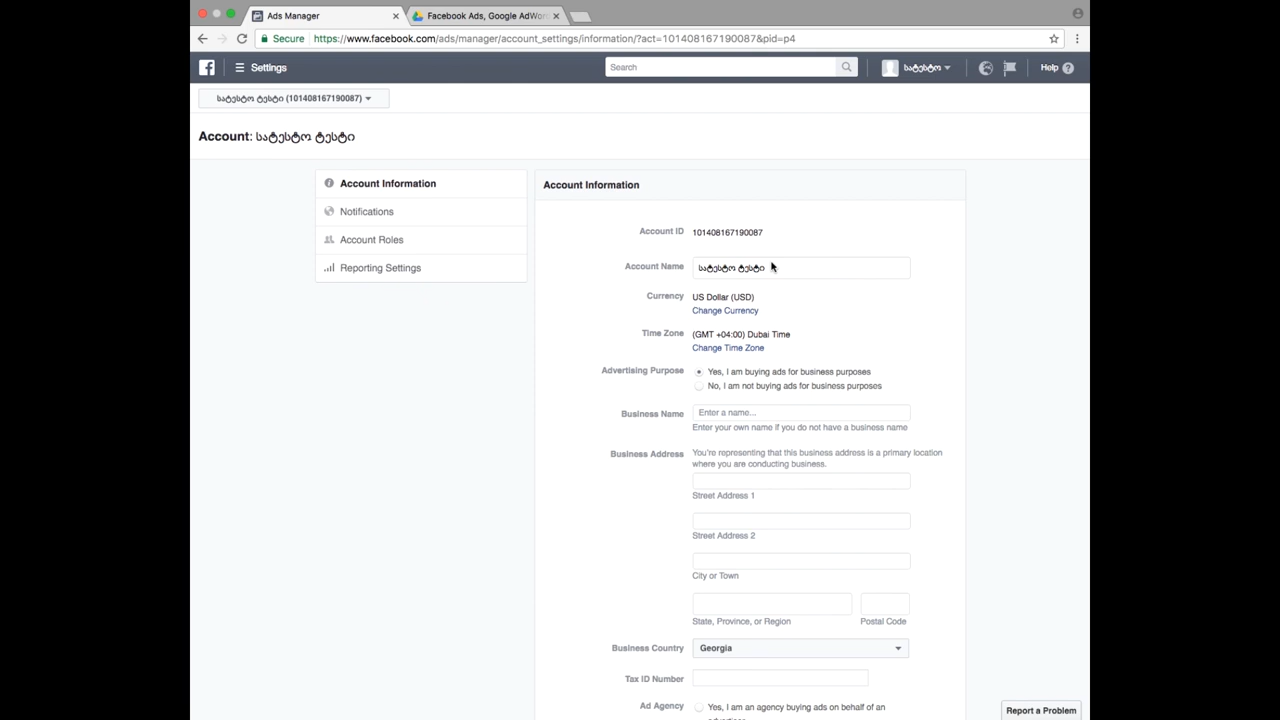 Ads Manager
Facebook Ads, Google AdWor
Secure
https://www.facebook.com/ads/manager/account_settings/information/?act=101408167190087&pid=p4
Settings
Search
სატესტო
Help
სატესტო ტესტი (101408167190087)
Account: სატესტო ტესტი
Account Information
Notifications
Account Roles
Reporting Settings
Account Information
Account ID 101408167190087
Account Name სატესტო ტესტი
Currency US Dollar (USD)
Change Currency
Time Zone (GMT +04:00) Dubai Time
Change Time Zone
Advertising Purpose Yes, I am buying ads for business purposes
No, I am not buying ads for business purposes
Business Name Enter a name...
Enter your own name if you do not have a business name
Business Address You're representing that this business address is a primary location
where you are conducting business.
Street Address 1
Street Address 2
City or Town
State, Province, or Region Postal Code
Business Country Georgia
Tax ID Number
Ad Agency Yes, I am an agency buying ads on behalf of an
Report a Problem